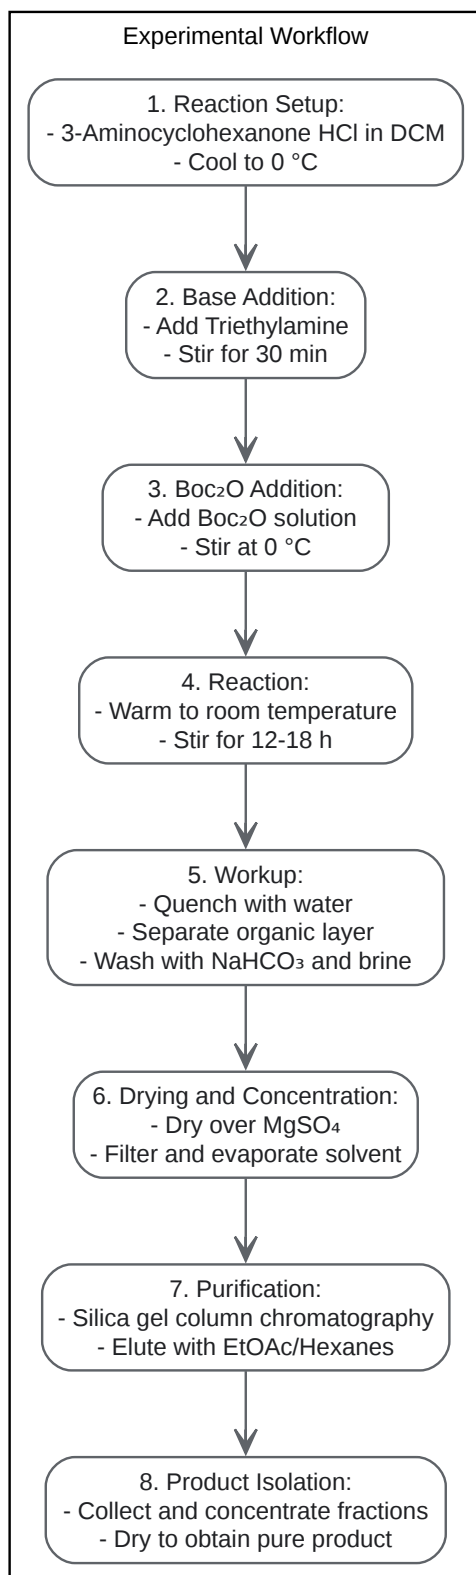 Experimental Workflow
1. Reaction Setup:
- 3-Aminocyclohexanone HCl in DCM
- Cool to 0 °C
2. Base Addition:
- Add Triethylamine
- Stir for 30 min
3. Boc₂O Addition:
- Add Boc₂O solution
- Stir at 0 °C
4. Reaction:
- Warm to room temperature
- Stir for 12-18 h
5. Workup:
- Quench with water
- Separate organic layer
- Wash with NaHCO₃ and brine
6. Drying and Concentration:
- Dry over MgSO₄
- Filter and evaporate solvent
7. Purification:
- Silica gel column chromatography
- Elute with EtOAc/Hexanes
8. Product Isolation:
- Collect and concentrate fractions
- Dry to obtain pure product